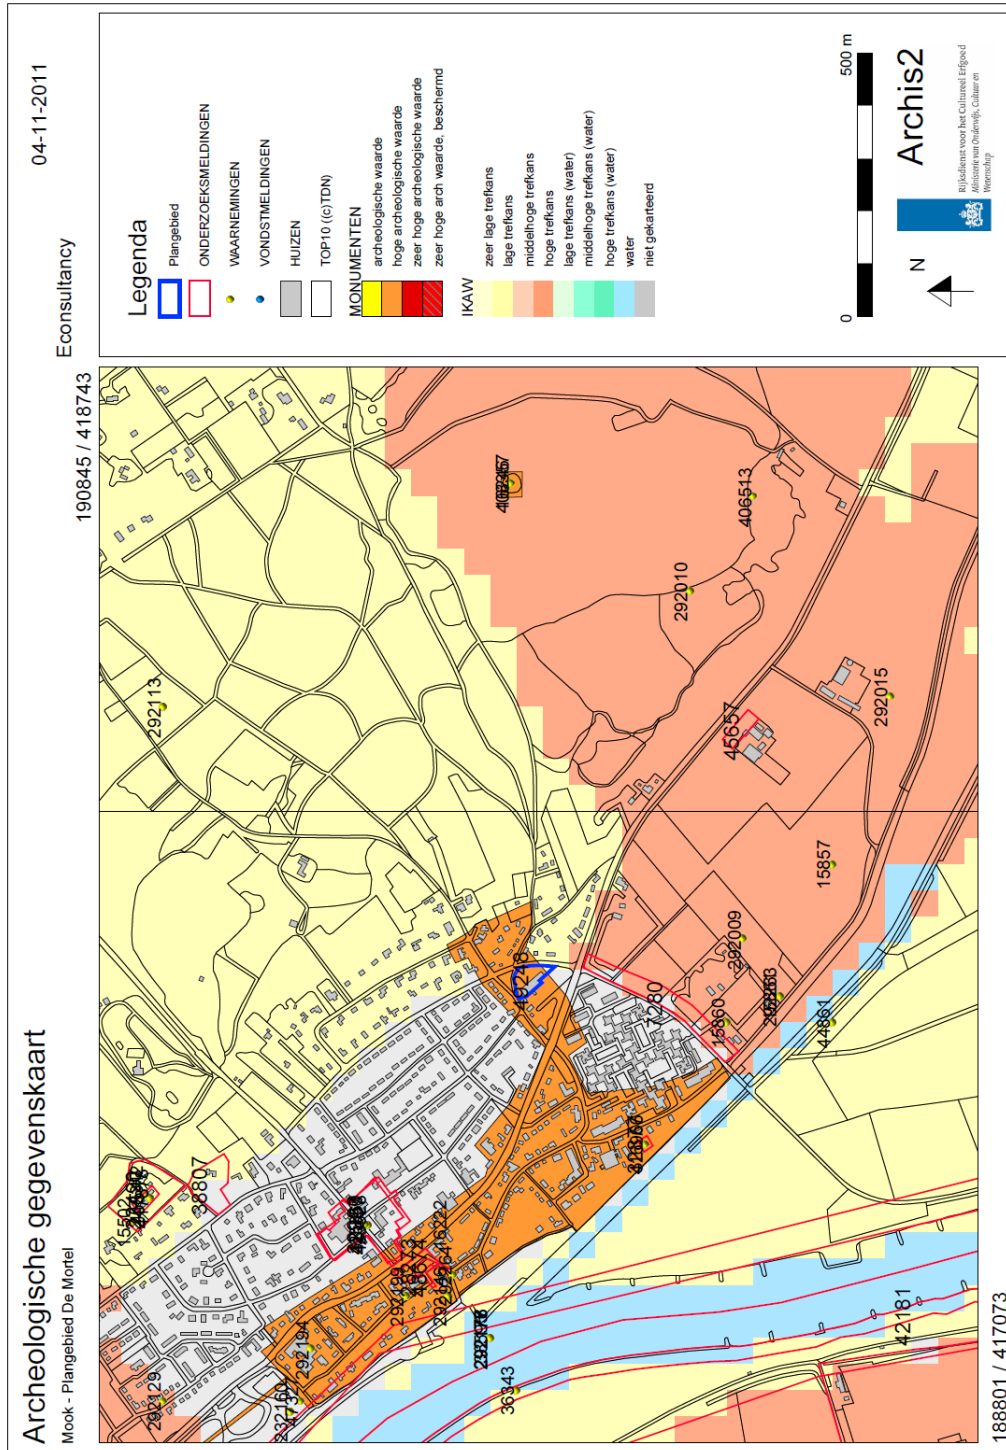 Archeologische gegevenskaart
Mook - Plangebied De Mortel
04-11-2011
Econsultancy
190845 / 418743
188801 / 417073
Legenda
Plangebied
ONDERZOEKSMELDINGEN
WAARNEMINGEN
VONDSTMELDINGEN
HUIZEN
TOP10 ((c)TDN)
MONUMENTEN
archeologische waarde
hoge archeologische waarde
zeer hoge archeologische waarde
zeer hoge arch waarde, beschermd
IKAW
zeer lage trefkans
lage trefkans
middelhoge trefkans
hoge trefkans
lage trefkans (water)
middelhoge trefkans (water)
hoge trefkans (water)
water
niet gekarteerd
0
500 m
N
Archis2
Rijksdienst voor het Cultureel Erfgoed
Ministerie van Onderwijs, Cultuur en
Wetenschap
292113
406513
292010
292015
45657
15857
292009
15860
44861
7280
49248
38807
292129
292194
232160
292199
15222
36343
42181